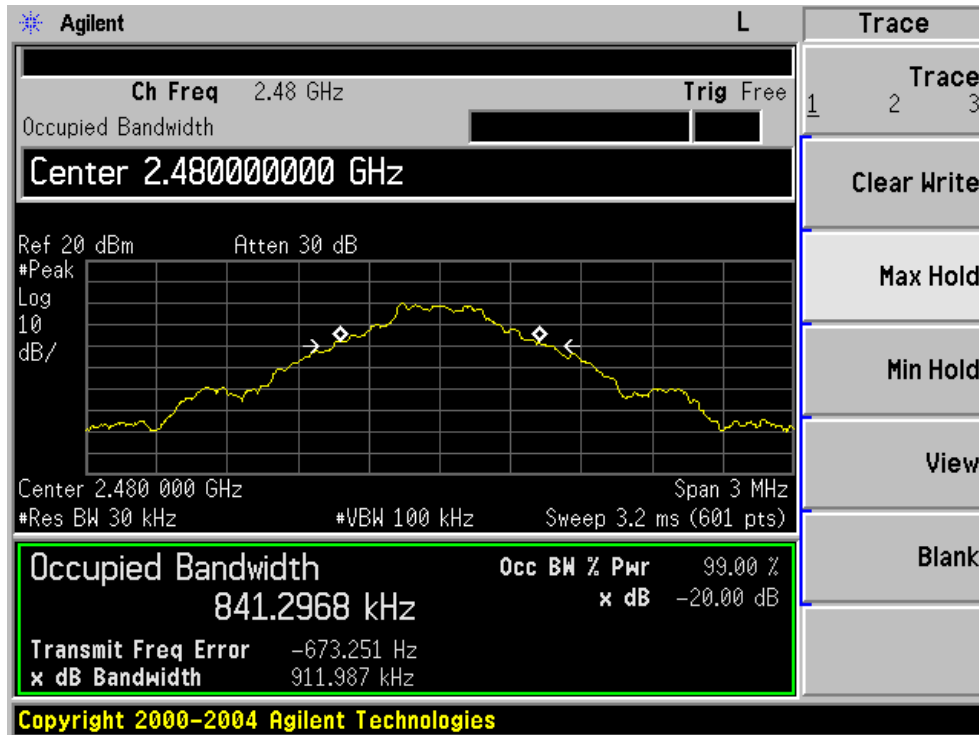 Agilent L Trace
Ch Freq 2.48 GHz Trig Free
Occupied Bandwidth
Center 2.480000000 GHz
Ref 20 dBm Atten 30 dB
#Peak
Log
10
dB/
Center 2.480 000 GHz Span 3 MHz
#Res BW 30 kHz #VBW 100 kHz Sweep 3.2 ms (601 pts)
Occupied Bandwidth
841.2968 kHz
Occ BW % Pwr 99.00 %
x dB -20.00 dB
Transmit Freq Error -673.251 Hz
x dB Bandwidth 911.987 kHz
Trace
1 2 3
Clear Write
Max Hold
Min Hold
View
Blank
Copyright 2000-2004 Agilent Technologies